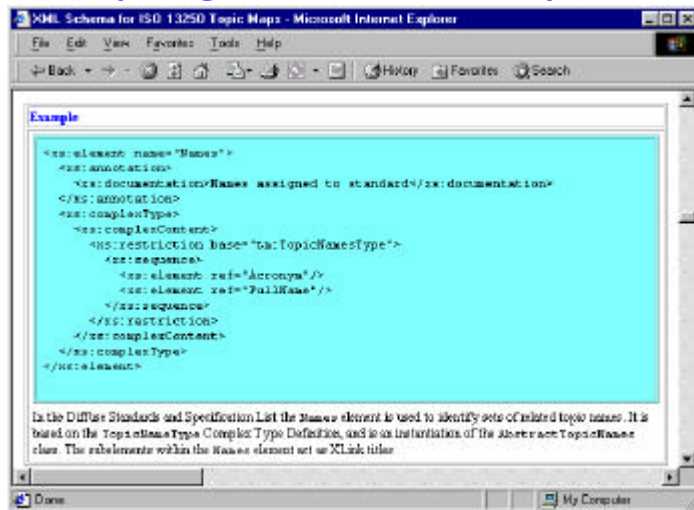 XML Schema for ISO 13250 Topic Maps - Microsoft Internet Explorer
File Edit View Favorites Tools Help
Back History Favorites Search
Example
<xs:element name="Names">
<xs:annotation>
<xs:documentation>Names assigned to standard</xs:documentation>
</xs:annotation>
<xs:complexType>
<xs:complexContent>
<xs:restriction base="tm:TopicNamesType">
<xs:sequence>
<xs:element ref="Acronym"/>
<xs:element ref="FullName"/>
</xs:sequence>
</xs:restriction>
</xs:complexContent>
</xs:complexType>
</xs:element>
In the Diffuse Standards and Specification List the Names element is used to identify sets of related topic names. It is
based on the TopicNameType Complex Type Definition, and is an instantiation of the AbstractTopicNames
class. The subelements within the Names element act as XLink titles
Done My Computer